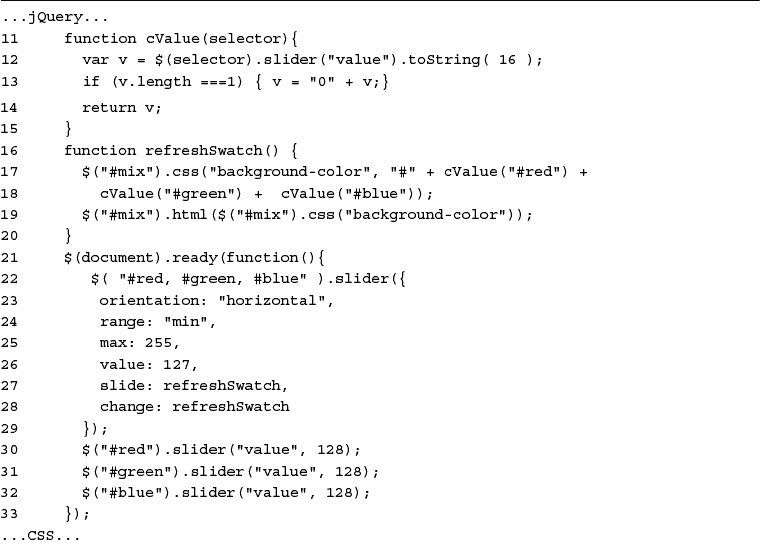 ...jQuery...
11 function cValue(selector){
12 var v = $(selector).slider("value").toString( 16 );
13 if (v.length ===1) { v = "0" + v;}
14 return v;
15 }
16 function refreshSwatch() {
17 $("#mix").css("background-color", "#" + cValue("#red") +
18 cValue("#green") + cValue("#blue"));
19 $("#mix").html($("#mix").css("background-color"));
20 }
21 $(document).ready(function(){
22 $( "#red, #green, #blue" ).slider({
23 orientation: "horizontal",
24 range: "min",
25 max: 255,
26 value: 127,
27 slide: refreshSwatch,
28 change: refreshSwatch
29 });
30 $("#red").slider("value", 128);
31 $("#green").slider("value", 128);
32 $("#blue").slider("value", 128);
33 });
...CSS...